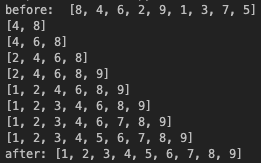 before:  [8, 4, 6, 2, 9, 1, 3, 7, 5]
[4, 8]
[4, 6, 8]
[2, 4, 6, 8]
[2, 4, 6, 8, 9]
[1, 2, 4, 6, 8, 9]
[1, 2, 3, 4, 6, 8, 9]
[1, 2, 3, 4, 6, 7, 8, 9]
[1, 2, 3, 4, 5, 6, 7, 8, 9]
after: [1, 2, 3, 4, 5, 6, 7, 8, 9]